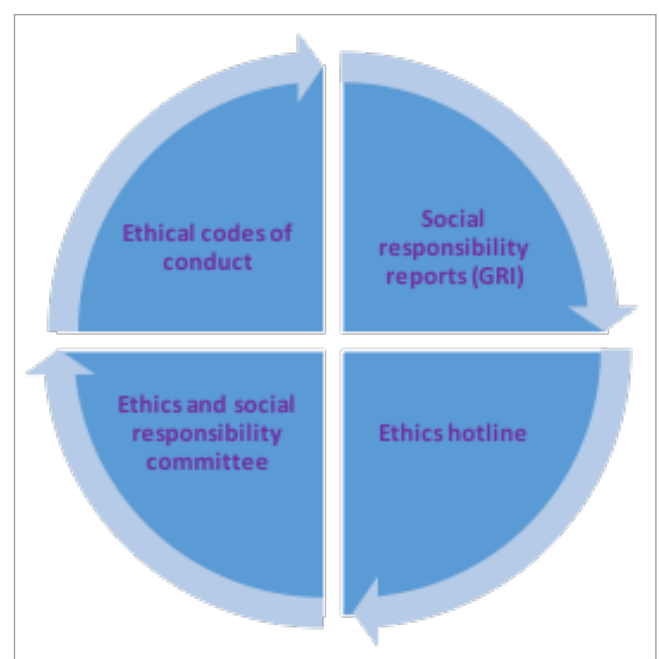 Ethical codes of
conduct
Social
responsibility
reports (GRI)
Ethics and social
responsibility
committee
Ethics hotline